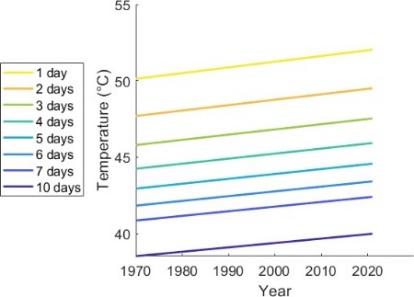 1 day
2 days
3 days
4 days
5 days
6 days
7 days
10 days
Temperature (°C)
55
50
45
40
1970 1980 1990 2000 2010 2020
Year